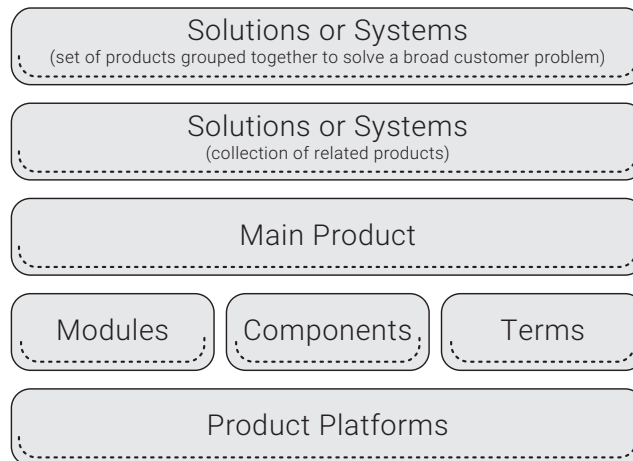 Solutions or Systems
(set of products grouped together to solve a broad customer problem)
Solutions or Systems
(collection of related products)
Main Product
Modules
Components
Terms
Product Platforms